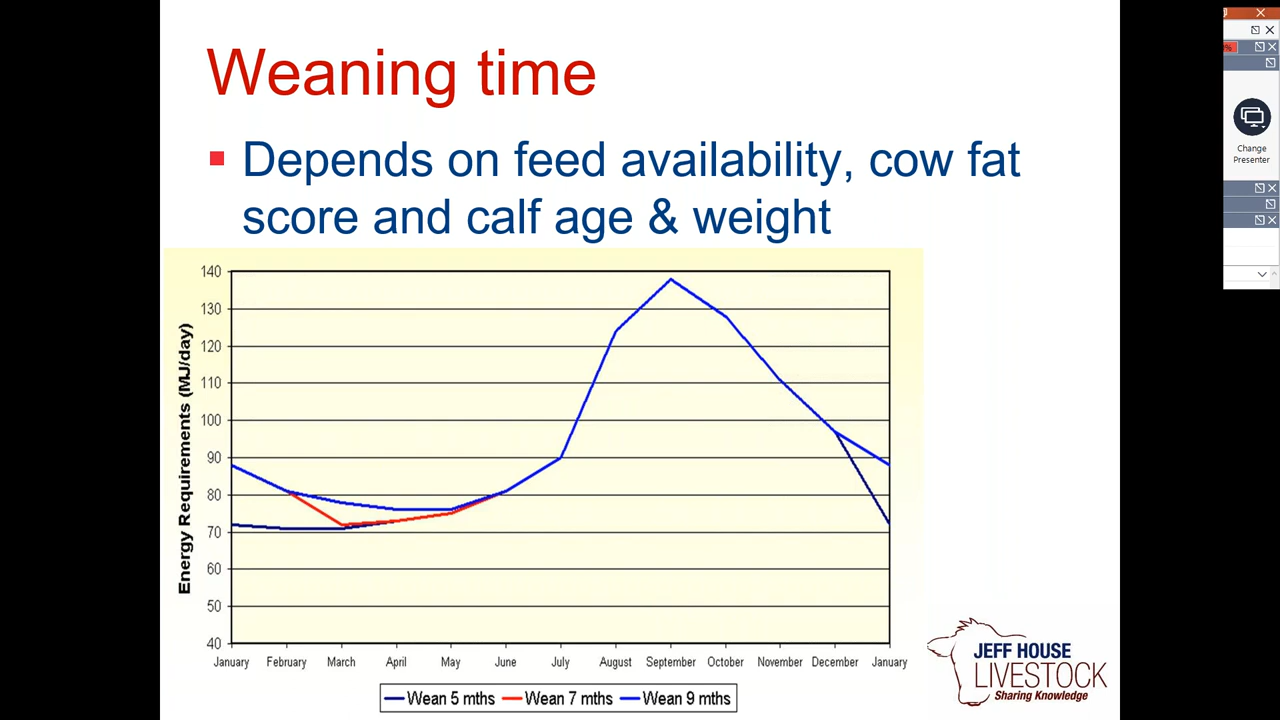 Weaning time
Depends on feed availability, cow fat
score and calf age & weight
Energy Requirements (MJ/day)
140
130
120
110
100
90
80
70
60
50
40
January February March April May June July August September October November December January
Wean 5 mths Wean 7 mths Wean 9 mths
JEFF HOUSE
LIVESTOCK
Sharing Knowledge
Change
Presenter